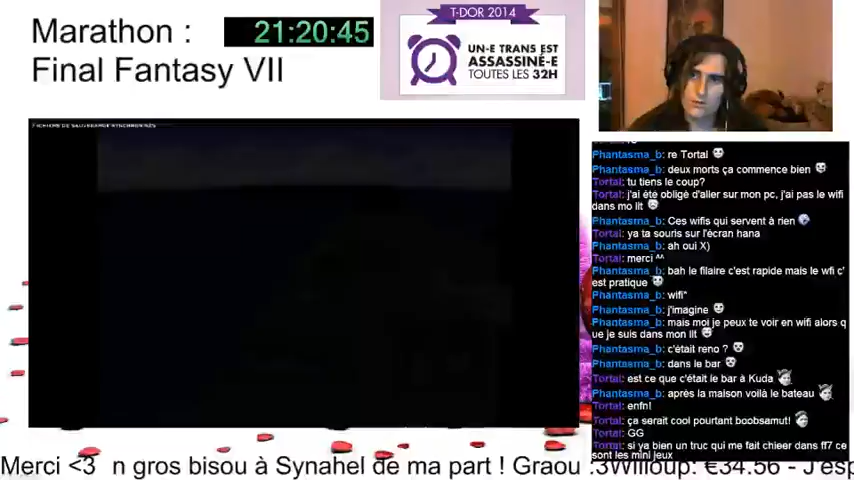 Marathon :
Final Fantasy VII
21:20:45
T-DOR 2014
UN-E TRANS EST
ASSASSINÉ-E
TOUTES LES 32H
FICHIERS DE SAUVEGARDE SYNCHRONISÉS
Phantasma_b: re Tortal
Phantasma_b: deux morts ça commence bien
Tortal: tu tiens le coup?
Tortal: j'ai été obligé d'aller sur mon pc, j'ai pas le wifi
dans mo lit
Phantasma_b: Ces wifis qui servent à rien
Tortal: ya ta souris sur l'écran hana
Phantasma_b: ah oui X)
Tortal: merci ^^
Phantasma_b: bah le filaire c'est rapide mais le wfi c'
est pratique
Phantasma_b: wifi*
Phantasma_b: j'imagine
Phantasma_b: mais moi je peux te voir en wifi alors q
ue je suis dans mon lit
Phantasma_b: c'était reno ?
Phantasma_b: dans le bar
Tortal: est ce que c'était le bar à Kuda
Phantasma_b: après la maison voilà le bateau
Tortal: enfn!
Tortal: ça serait cool pourtant boobsamut!
Tortal: GG
Tortal: si ya bien un truc qui me fait chieer dans ff7 ce
sont les mini jeux
Merci <3 n gros bisou à Synahel de ma part ! Graou :3Willoup: €34.56 - J'esp